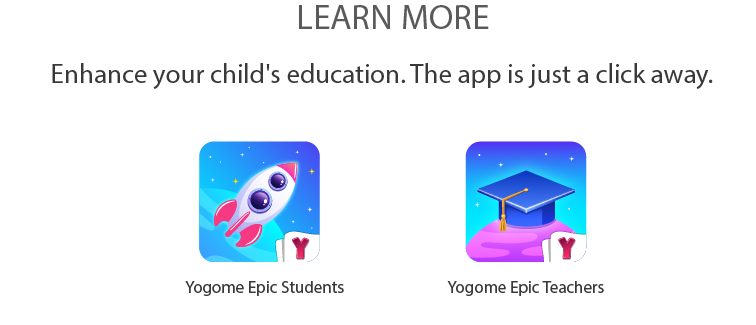 LEARN MORE
Enhance your child's education. The app is just a click away.
Y
Y
Yogome Epic Students
Yogome Epic Teachers